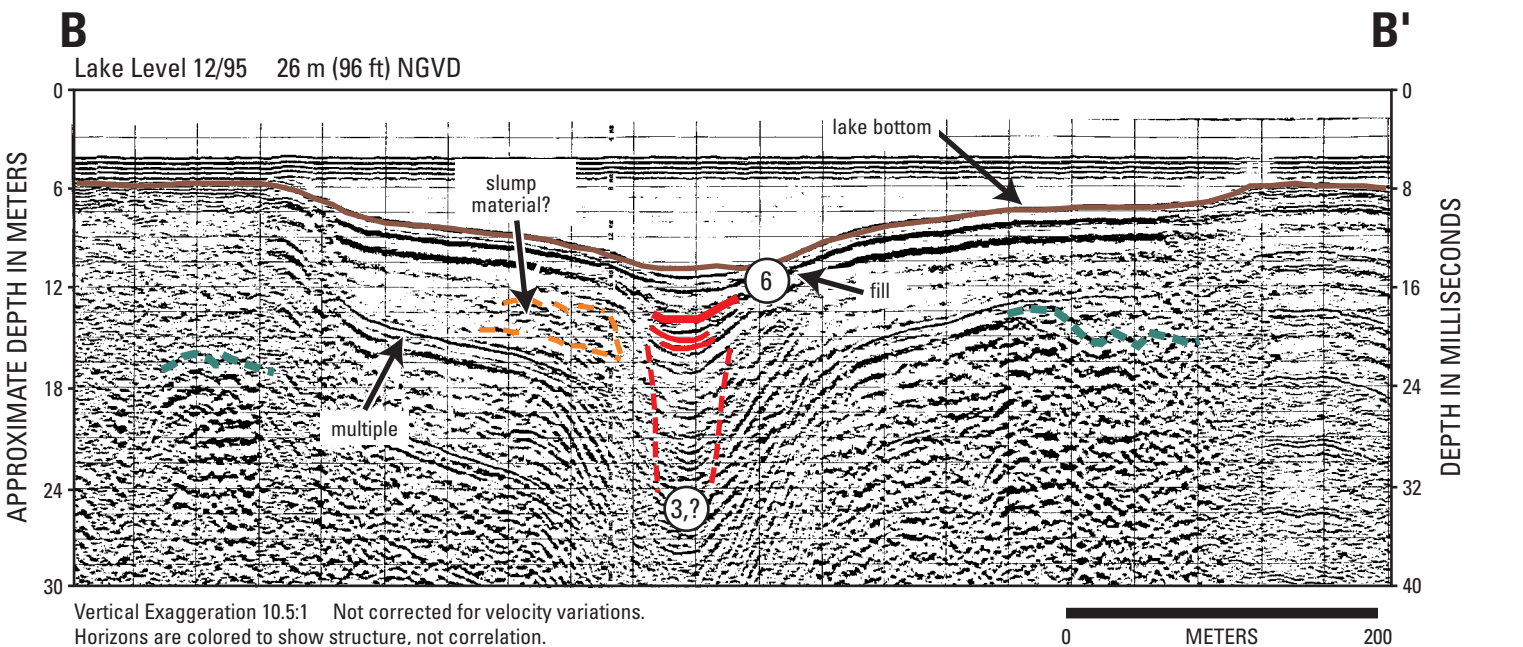 B
B'
Lake Level 12/95 26 m (96 ft) NGVD
0
0
lake bottom
6
8
slump
material?
6
fill
12
16
18
24
multiple
24
32
3,?
30
40
APPROXIMATE DEPTH IN METERS
DEPTH IN MILLISECONDS
Vertical Exaggeration 10.5:1 Not corrected for velocity variations.
Horizons are colored to show structure, not correlation.
0 METERS 200